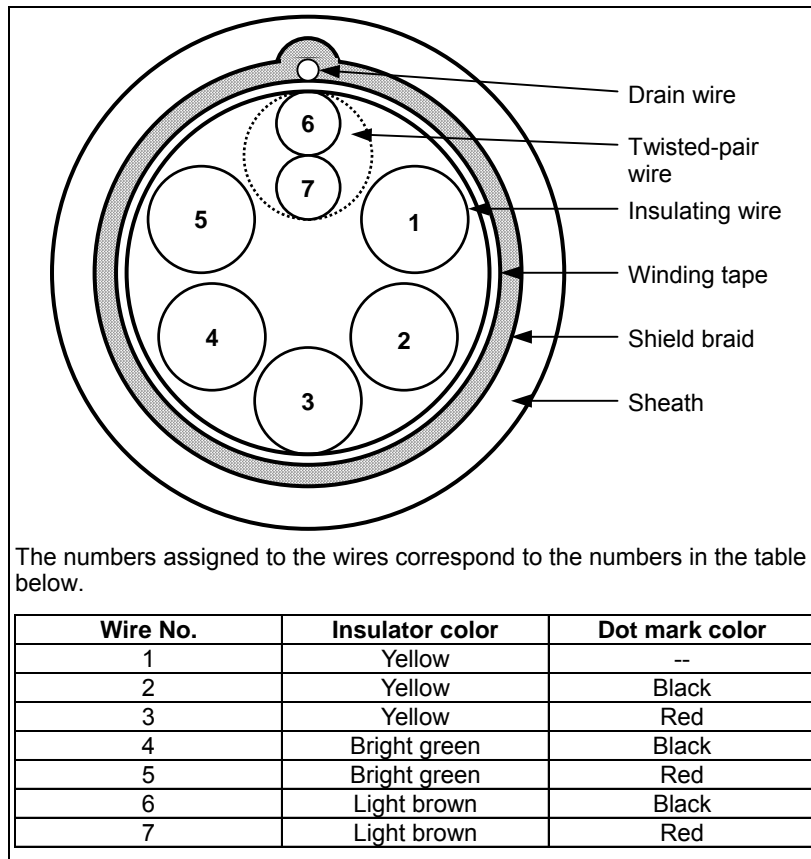 Drain wire
6
Twisted-pair
wire
7
5
1
Insulating wire
Winding tape
4
2
Shield braid
3
Sheath
The numbers assigned to the wires correspond to the numbers in the table
below.
Wire No. Insulator color Dot mark color
1 Yellow --
2 Yellow Black
3 Yellow Red
4 Bright green Black
5 Bright green Red
6 Light brown Black
7 Light brown Red